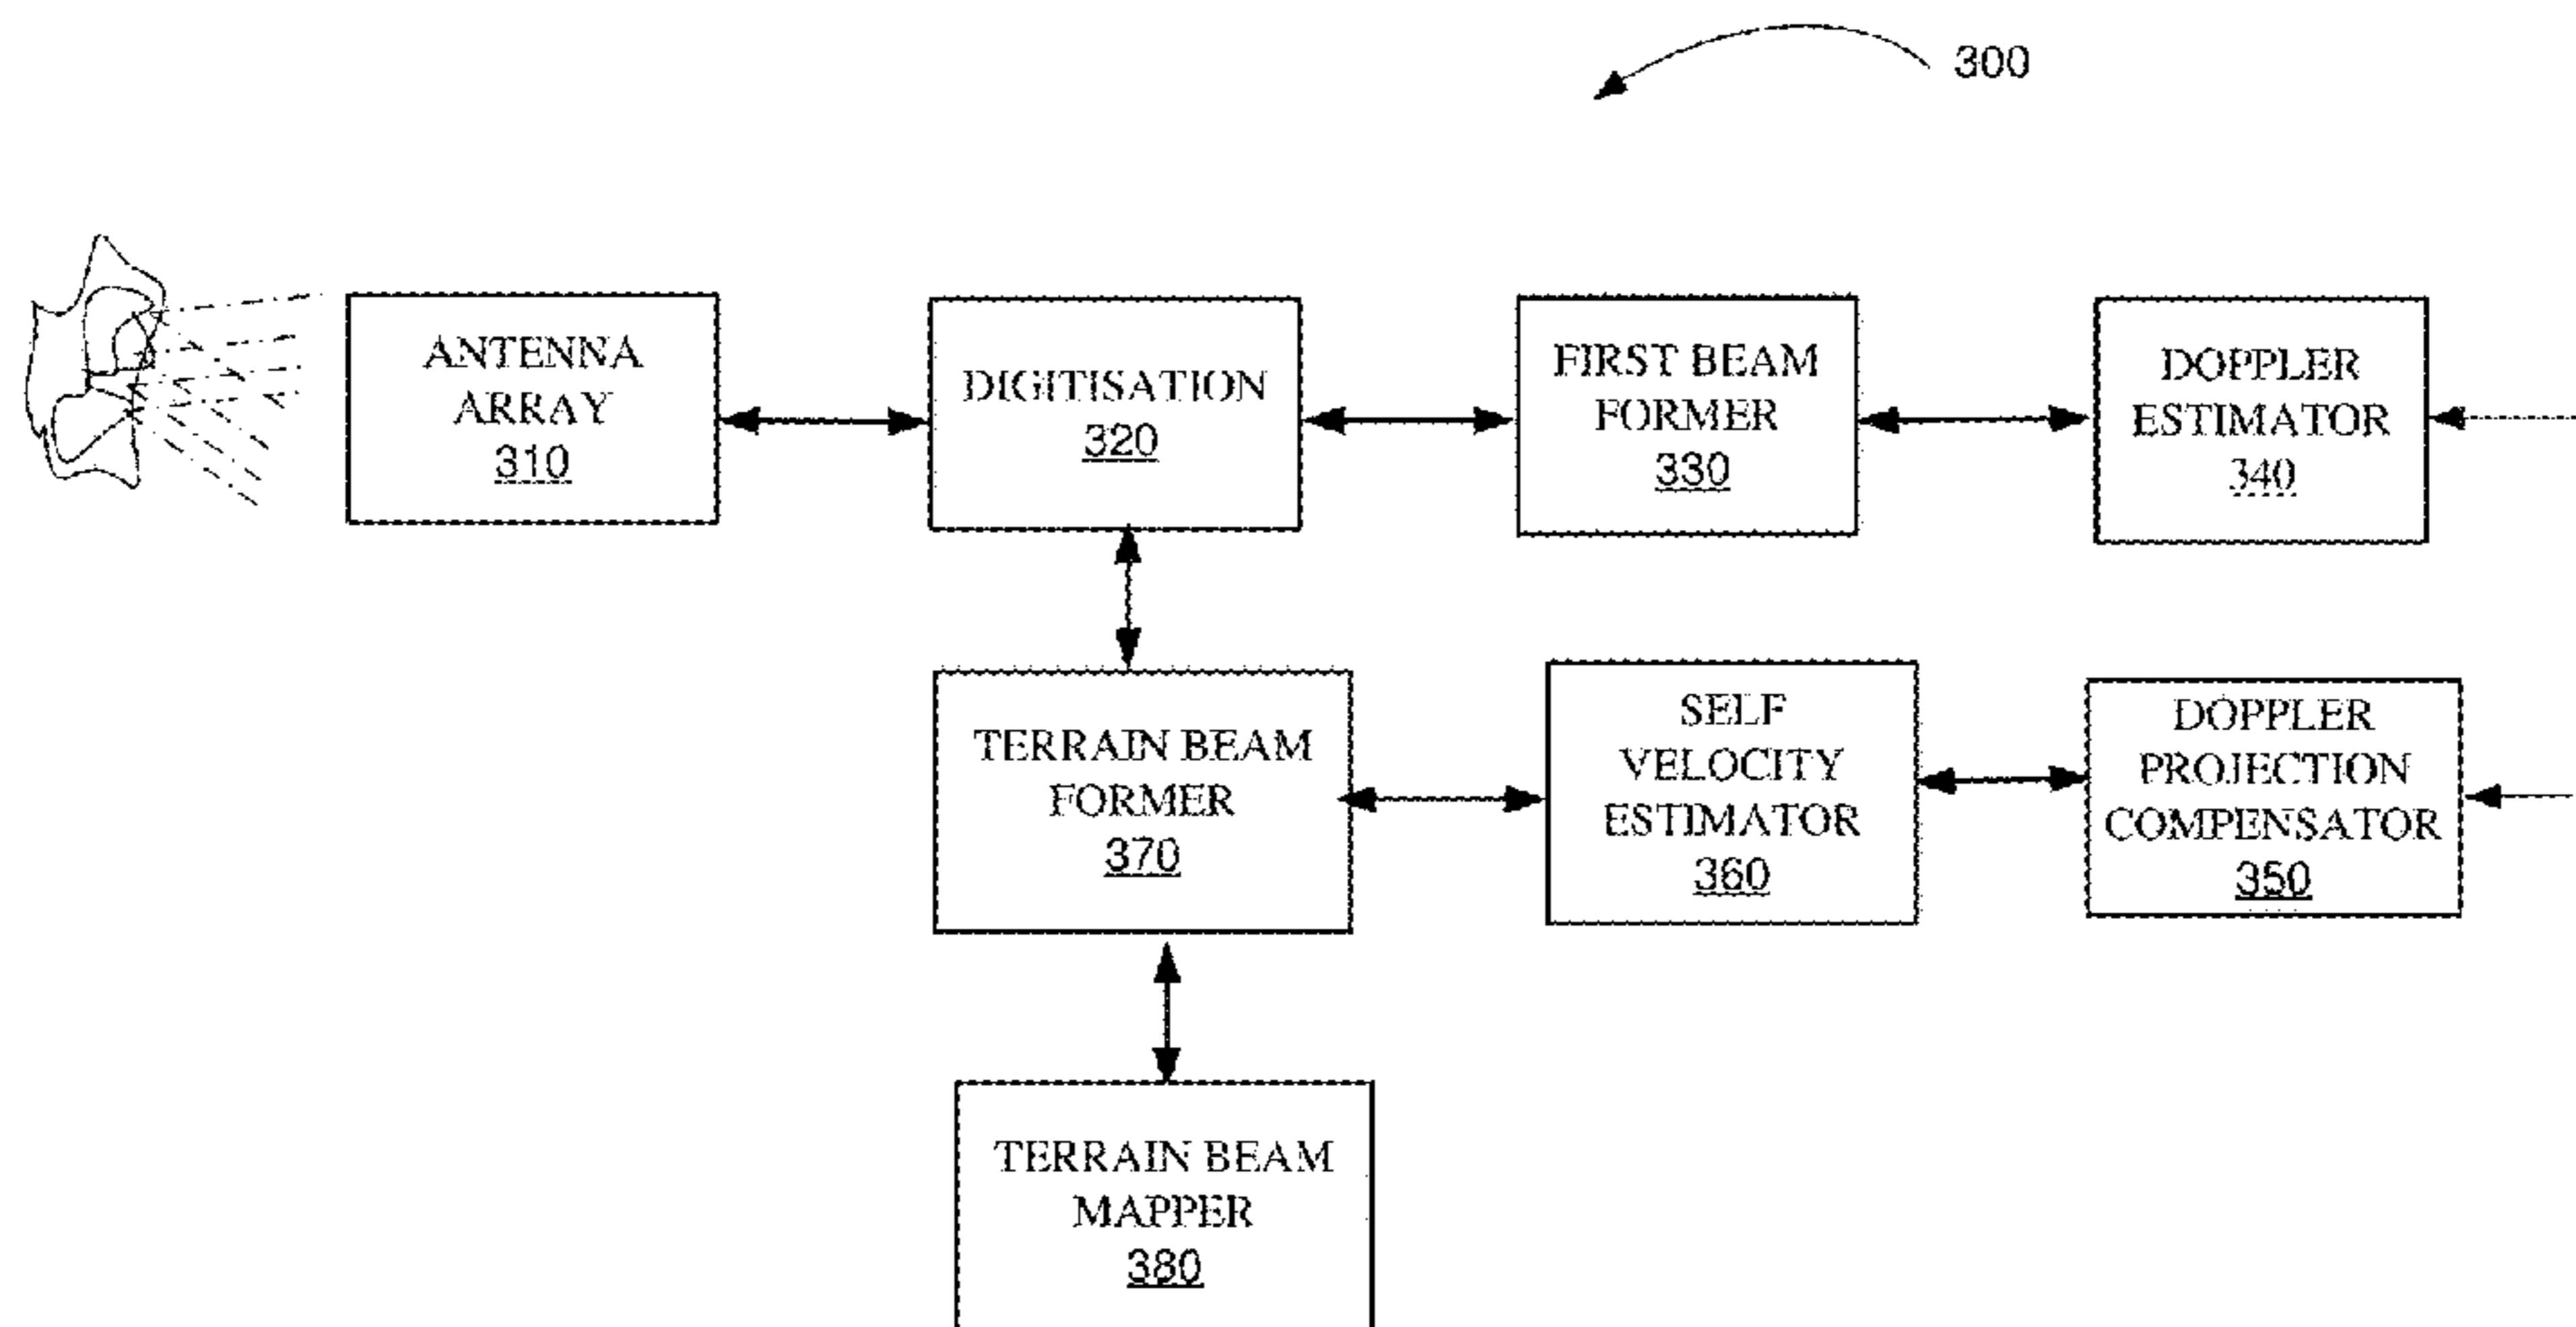 300
ANTENNA
ARRAY
310
DIGITISATION
320
FIRST BEAM
FORMER
330
DOPPLER
ESTIMATOR
340
TERRAIN BEAM
FORMER
370
SELF
VELOCITY
ESTIMATOR
360
DOPPLER
PROJECTION
COMPENSATOR
350
TERRAIN BEAM
MAPPER
380